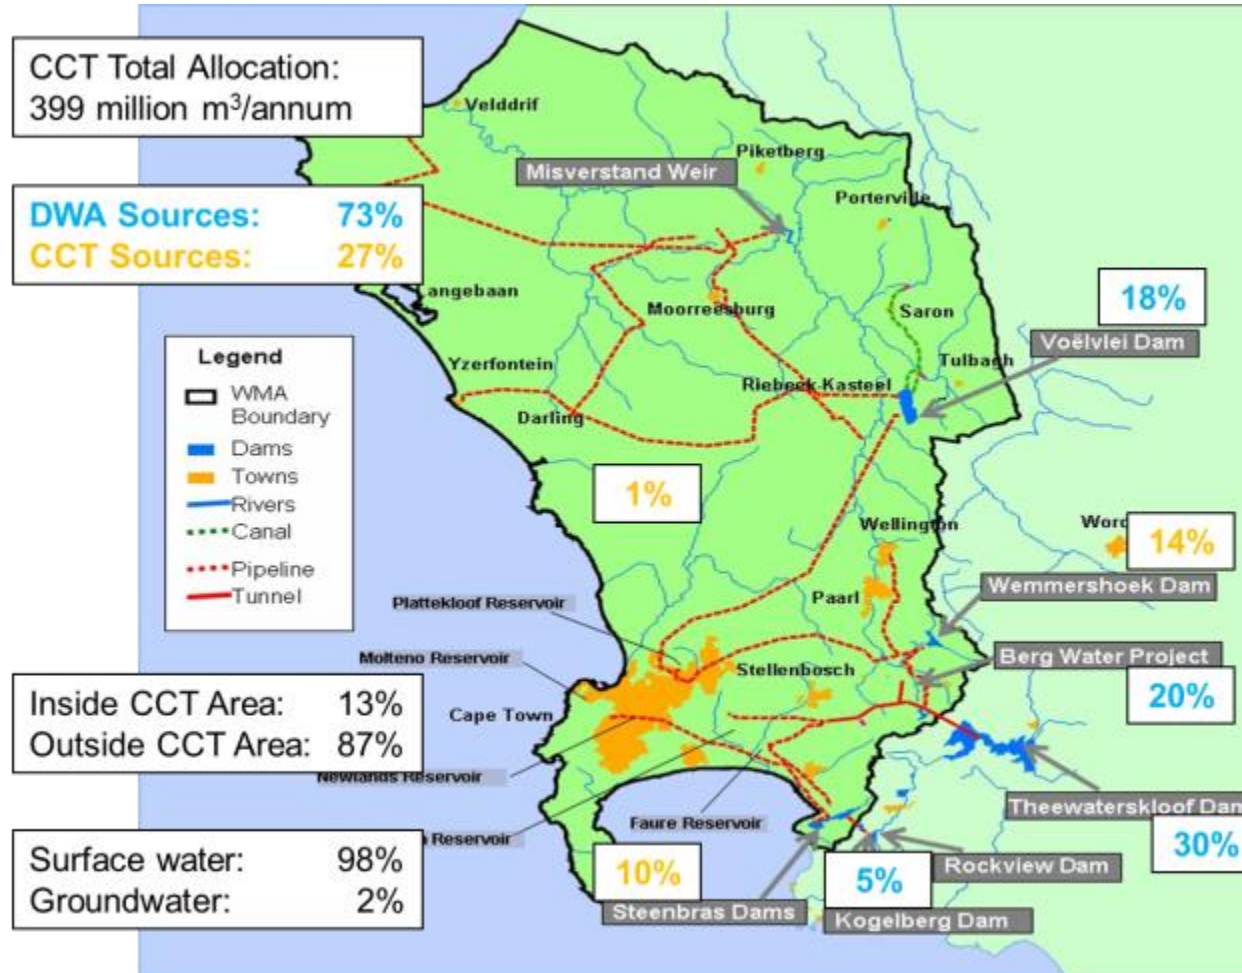 CCT Total Allocation:
399 million m³/annum
Velddrif
Piketberg
Misverstand Weir
Porterville
DWA Sources: 73%
CCT Sources: 27%
angebaan
Moorreesburg
Saron
18%
Voëlvlei Dam
Tulbagh
Legend
WMA
Boundary
Dams
Towns
Rivers
Canal
Pipeline
Tunnel
Yzerfontein
Riebeek-Kasteel
Darling
1%
Wellington
Worc
14%
Wemmershoek Dam
Paarl
Plattekloof Reservoir
Molteno Reservoir
Stellenbosch
Berg Water Project
20%
Inside CCT Area: 13%
Outside CCT Area: 87%
Cape Town
Newlands Reservoir
Theewaterskloof Dam
30%
Faure Reservoir
Reservoir
Surface water: 98%
Groundwater: 2%
10%
Steenbras Dams
5%
Kogelberg Dam
Rockview Dam